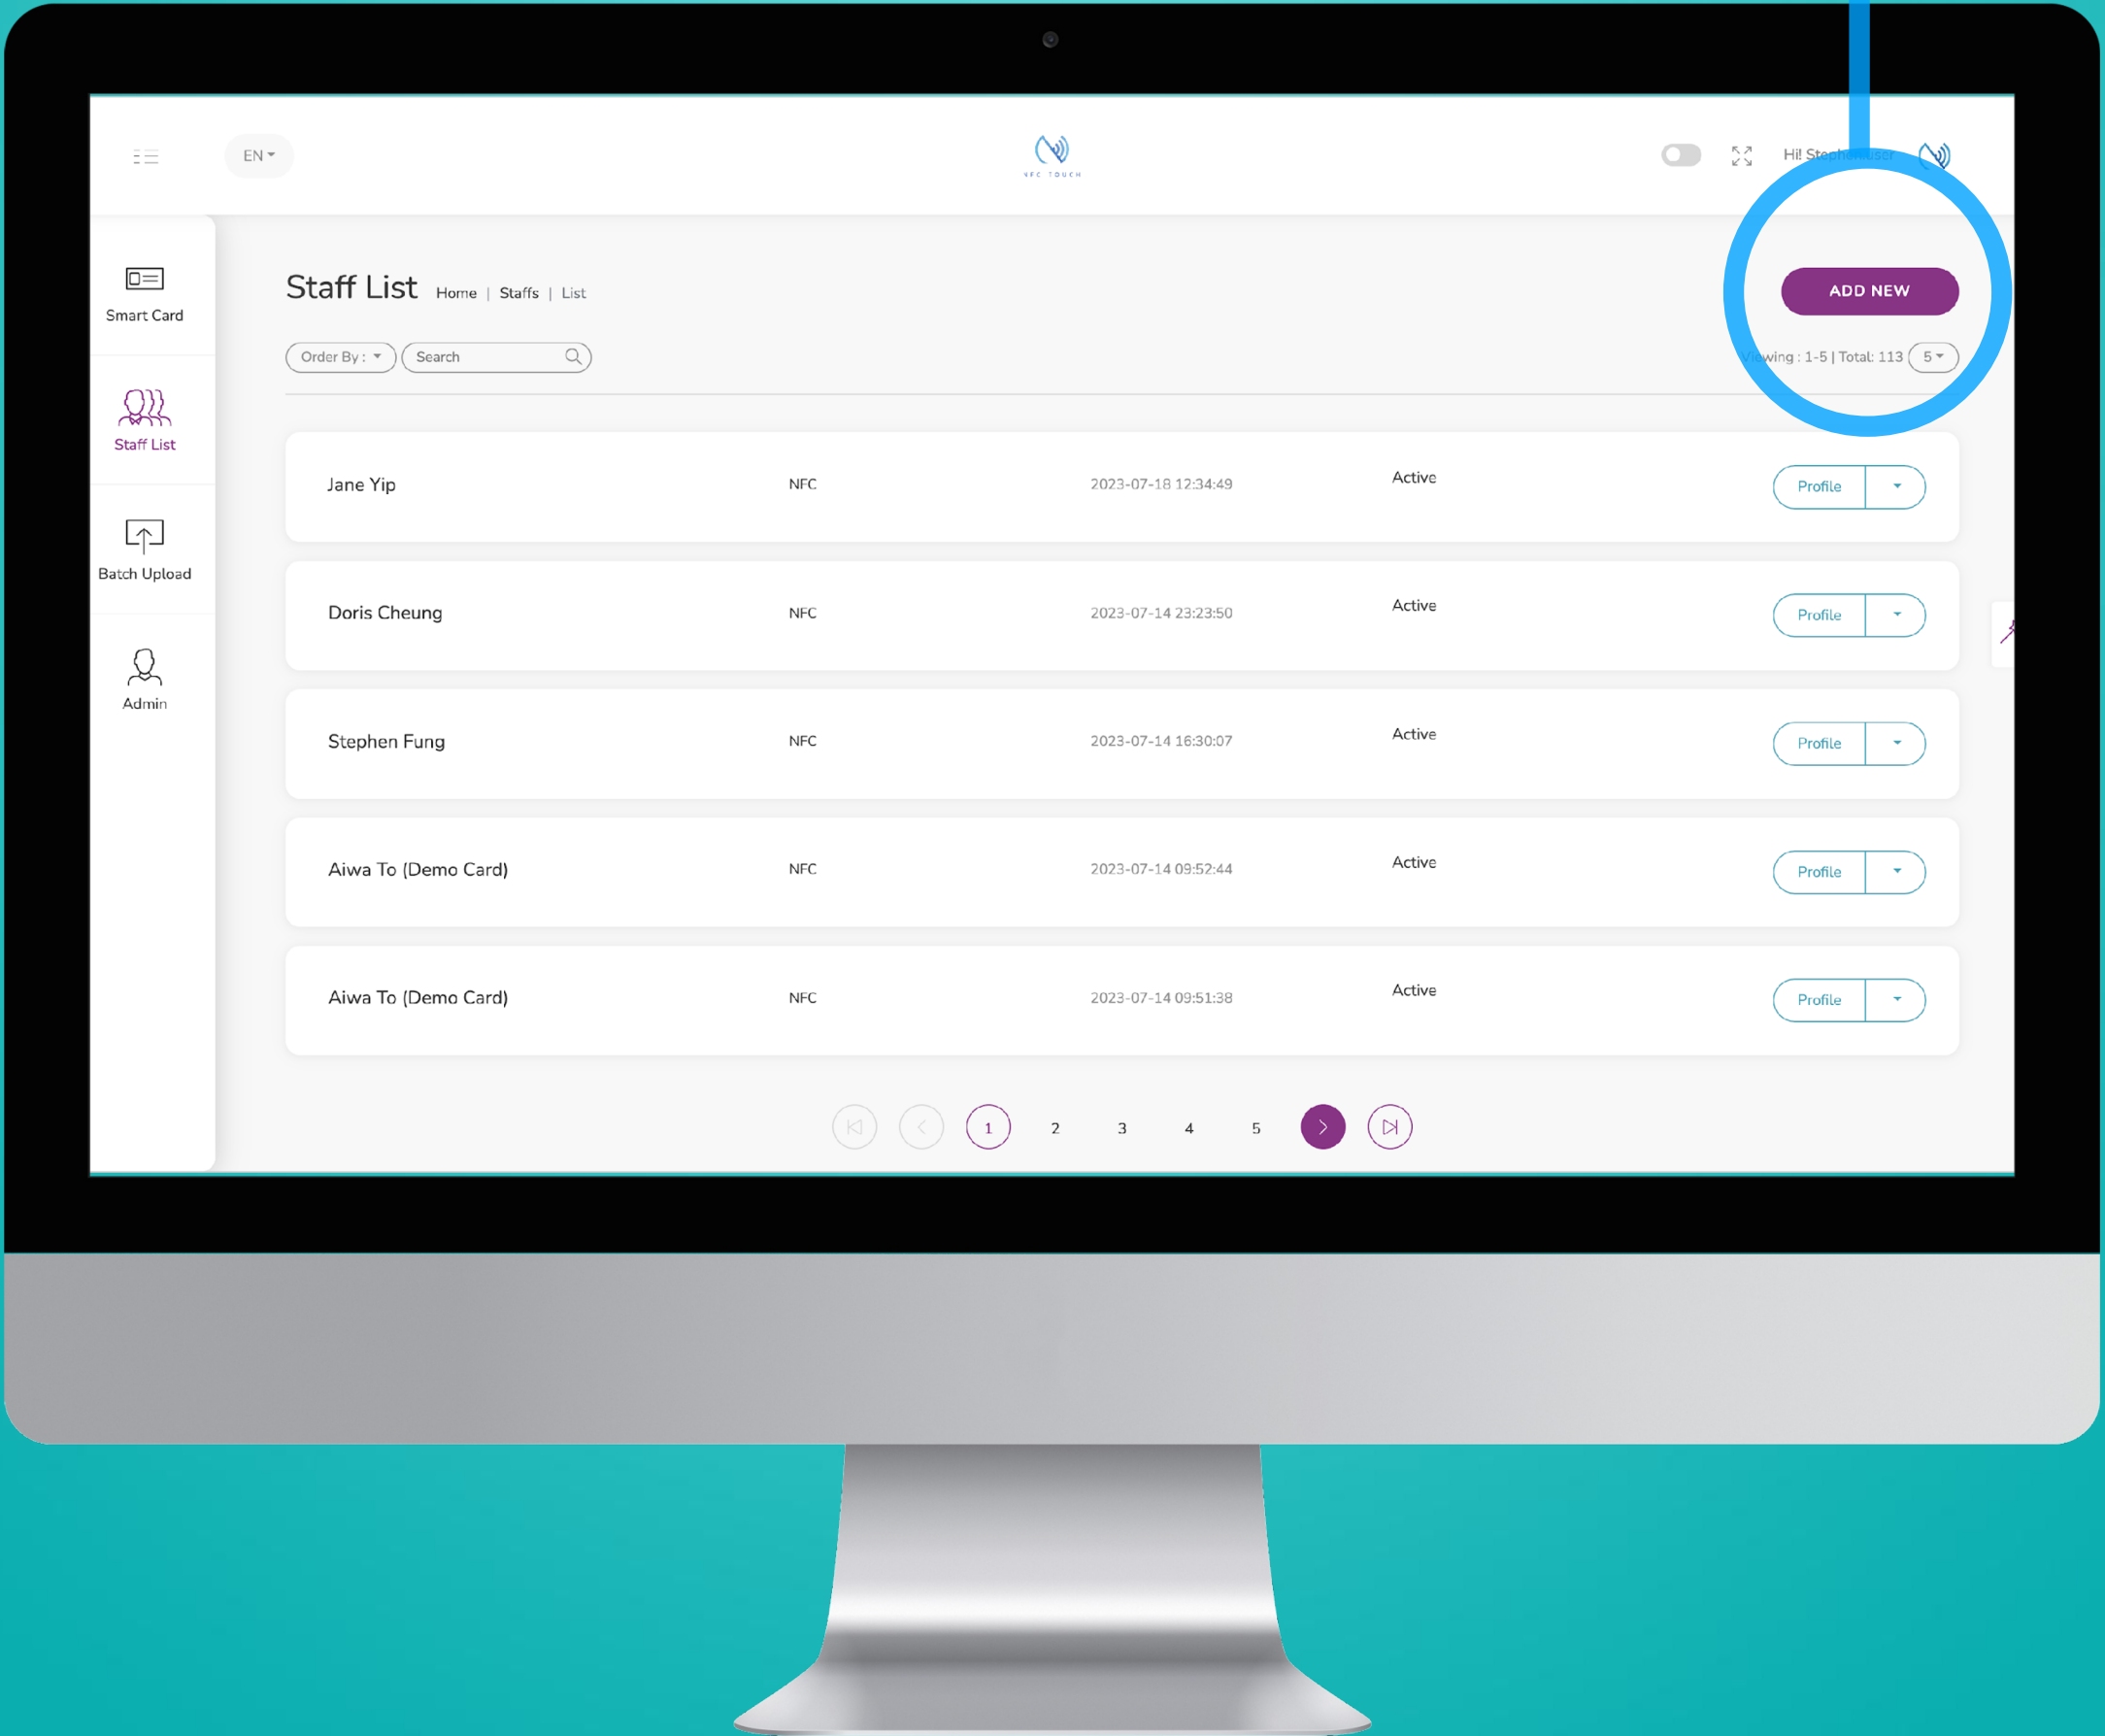 EN
NFC TOUCH
Hi!
Smart Card
Staff List
Batch Upload
Admin
Staff List Home | Staffs | List
ADD NEW
Order By :
Search
Viewing : 1-5 | Total: 113
5
Jane Yip NFC 2023-07-18 12:34:49 Active Profile
Doris Cheung NFC 2023-07-14 23:23:50 Active Profile
Stephen Fung NFC 2023-07-14 16:30:07 Active Profile
Aiwa To (Demo Card) NFC 2023-07-14 09:52:44 Active Profile
Aiwa To (Demo Card) NFC 2023-07-14 09:51:38 Active Profile
1 2 3 4 5